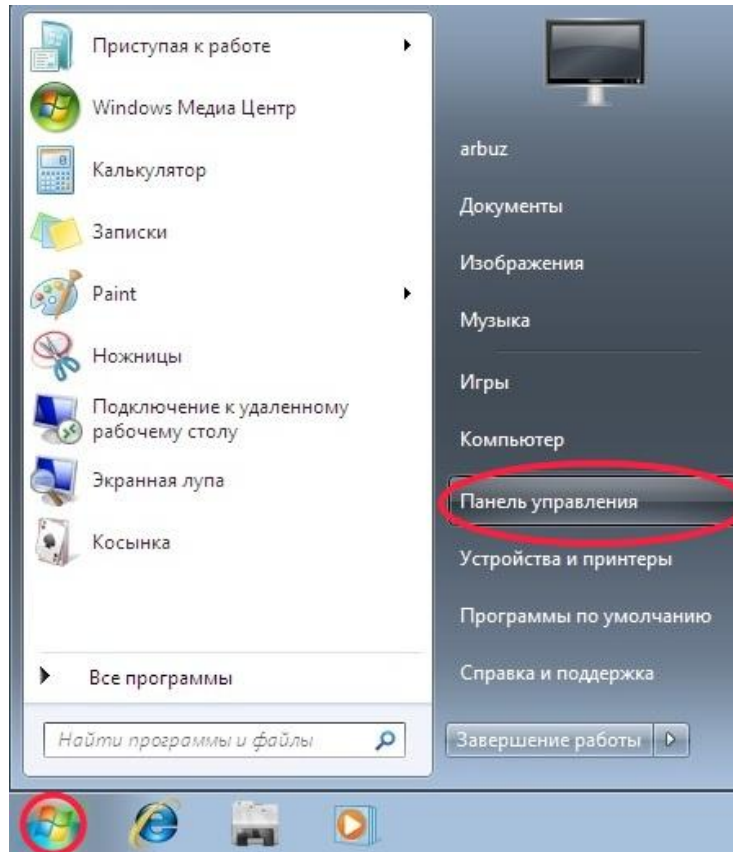 Приступая к работе
Windows Медиа Центр
Калькулятор
Записки
Paint
Ножницы
Подключение к удаленному
рабочему столу
Экранная лупа
Косынка
Все программы
Найти программы и файлы
arbuz
Документы
Изображения
Музыка
Игры
Компьютер
Панель управления
Устройства и принтеры
Программы по умолчанию
Справка и поддержка
Завершение работы